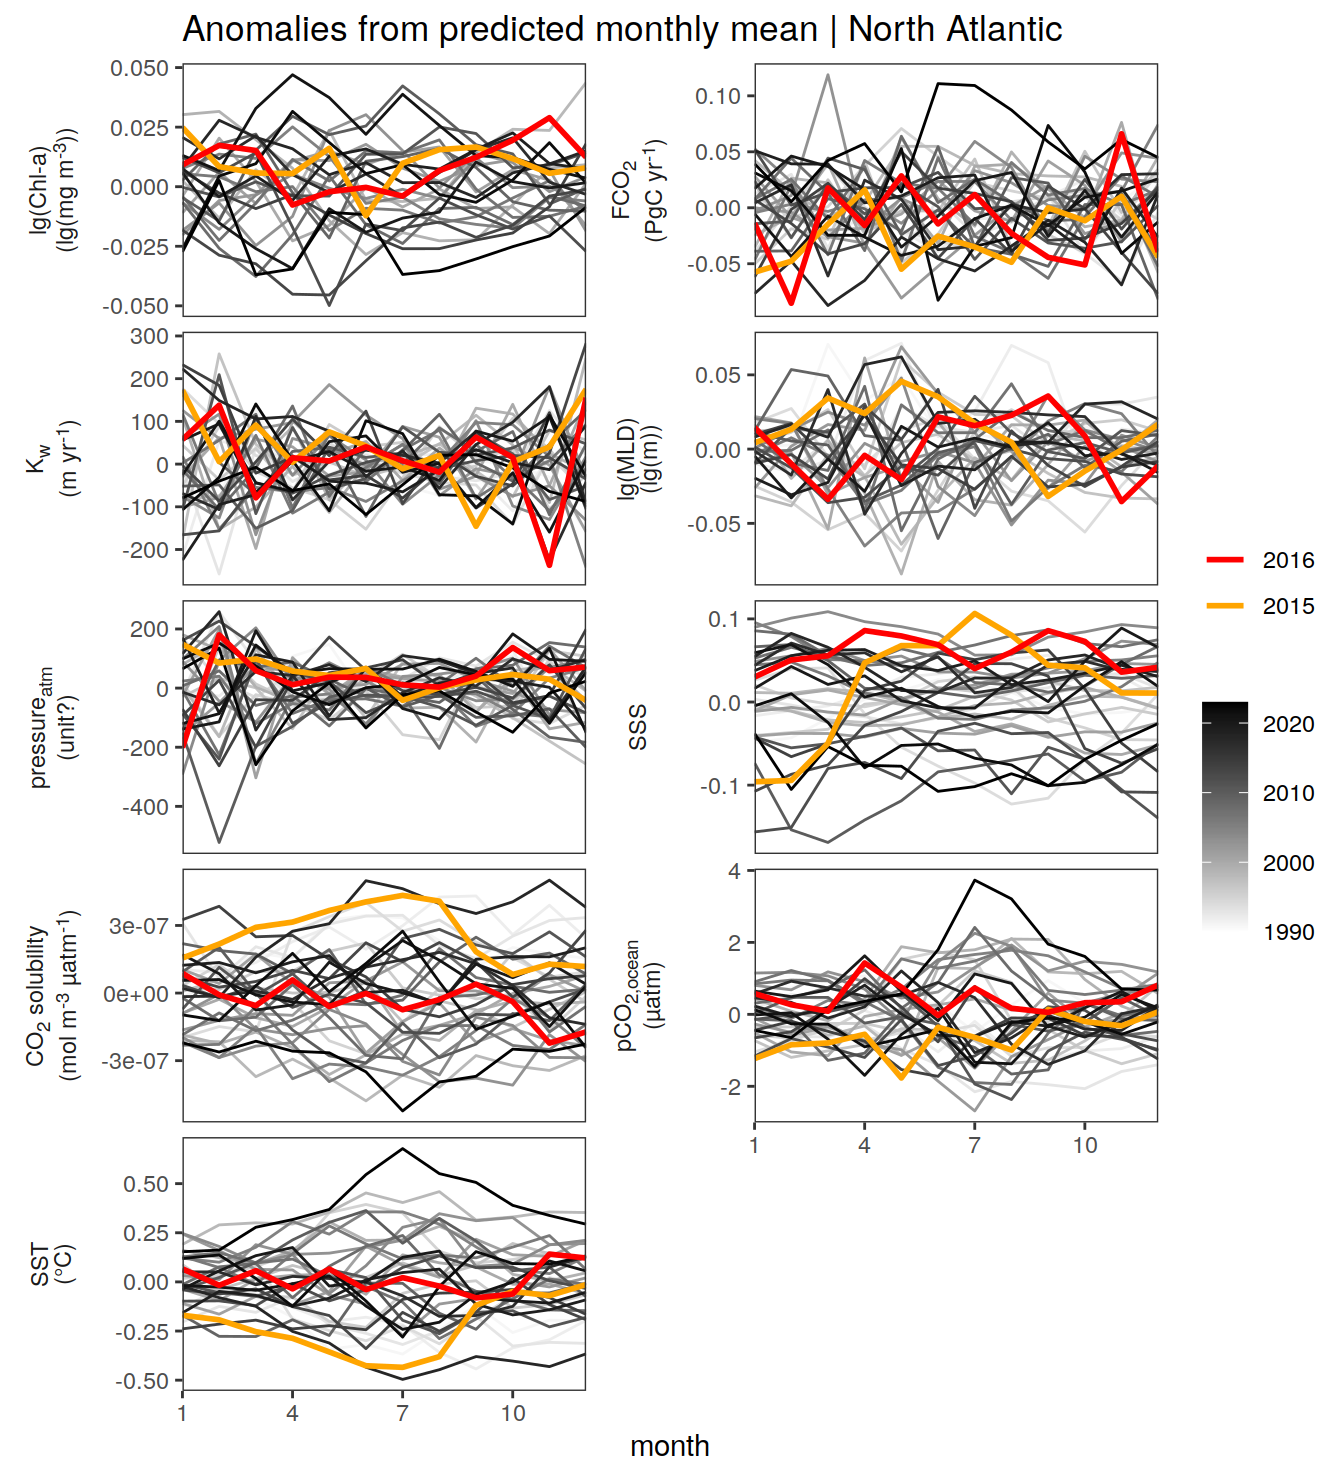 Anomalies from predicted monthly mean | North Atlantic
lg(Chl-a)
(lg(mg m⁻³))
0.050
0.025
0.000
-0.025
-0.050
FCO₂
(PgC yr⁻¹)
0.10
0.05
0.00
-0.05
K_w
(m yr⁻¹)
300
200
100
0
-100
-200
lg(MLD)
(lg(m))
0.05
0.00
-0.05
pressure_atm
(unit?)
200
0
-200
-400
SSS
0.1
0.0
-0.1
CO₂ solubility
(mol m⁻³ µatm⁻¹)
3e-07
0e+00
-3e-07
pCO₂,ocean
(µatm)
4
2
0
-2
1 4 7 10
SST
(°C)
0.50
0.25
0.00
-0.25
-0.50
1 4 7 10
month
2016
2015
2020
2010
2000
1990